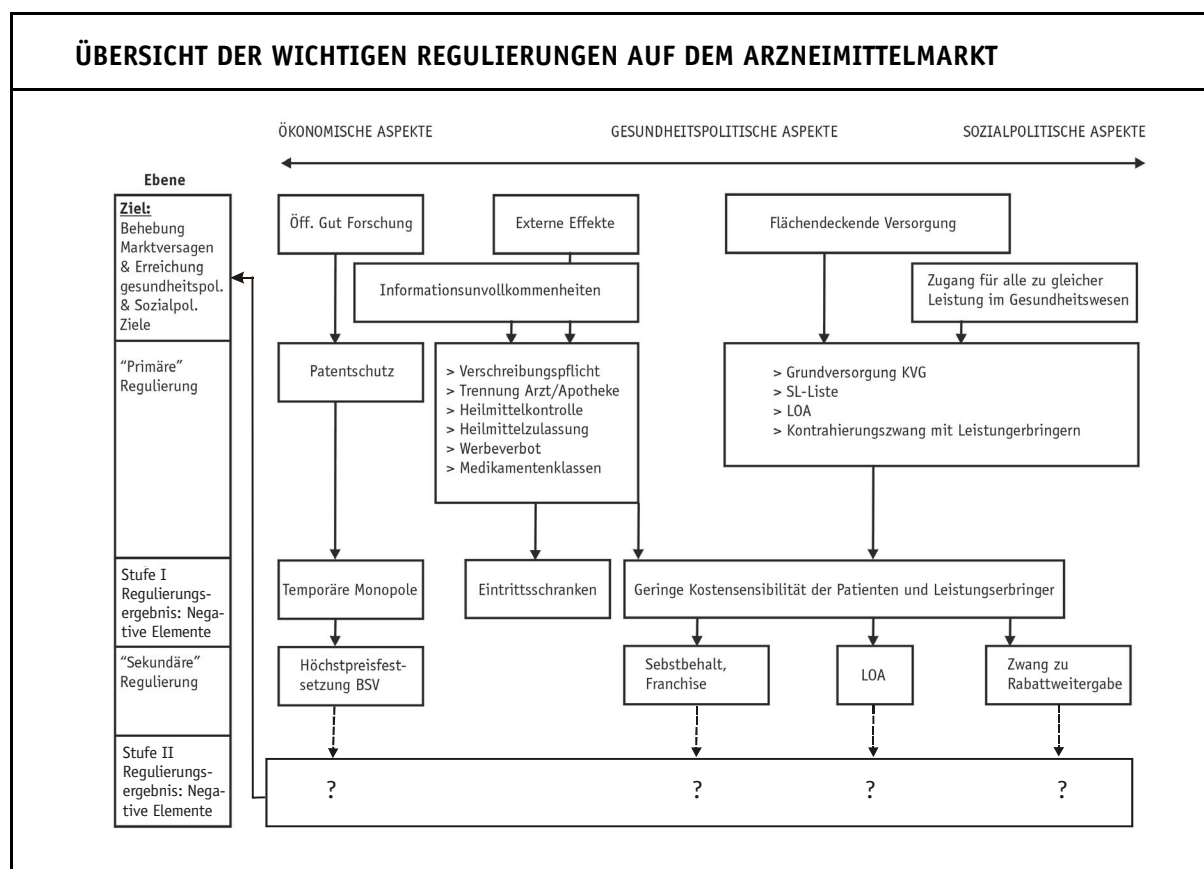 ÜBERSICHT DER WICHTIGEN REGULIERUNGEN AUF DEM ARZNEIMITTELMARKT
ÖKONOMISCHE ASPEKTE
GESUNDHEITSPOLITISCHE ASPEKTE
SOZIALPOLITISCHE ASPEKTE
Ebene
Ziel:
Behebung
Marktversagen
& Erreichung
gesundheitspol.
& Sozialpol.
Ziele
Öff. Gut Forschung
Externe Effekte
Flächendeckende Versorgung
Informationsunvollkommenheiten
Zugang für alle zu gleicher
Leistung im Gesundheitswesen
“Primäre”
Regulierung
Patentschutz
> Verschreibungspflicht
> Trennung Arzt/Apotheke
> Heilmittelkontrolle
> Heilmittelzulassung
> Werbeverbot
> Medikamentenklassen
> Grundversorgung KVG
> SL-Liste
> LOA
> Kontrahierungszwang mit Leistungerbringern
Stufe I
Regulierungs-
ergebnis: Nega-
tive Elemente
Temporäre Monopole
Eintrittsschranken
Geringe Kostensensibilität der Patienten und Leistungserbringer
“Sekundäre”
Regulierung
Höchstpreisfest-
setzung BSV
Sebstbehalt,
Franchise
LOA
Zwang zu
Rabattweitergabe
Stufe II
Regulierungs-
ergebnis: Nega-
tive Elemente
? ? ? ?